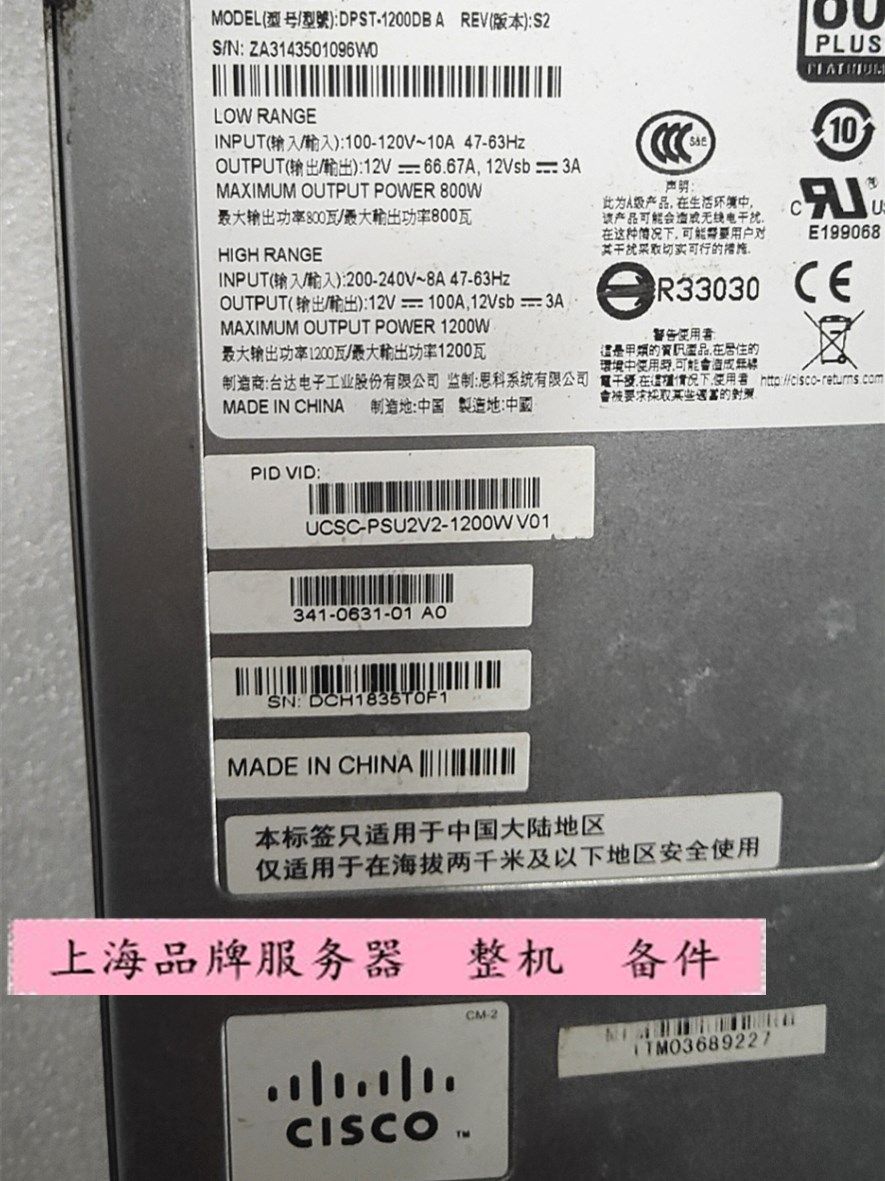 MODEL(型号/型號):DPST-1200DB A REV(版本):S2
S/N: ZA3143501096W0
LOW RANGE
INPUT(输入/輸入):100-120V~10A 47-63Hz
OUTPUT(输出/輸出):12V ⎓ 66.67A, 12Vsb ⎓ 3A
MAXIMUM OUTPUT POWER 800W
最大输出功率800瓦/最大輸出功率800瓦
HIGH RANGE
INPUT(输入/輸入):200-240V~8A 47-63Hz
OUTPUT(输出/輸出):12V ⎓ 100A,12Vsb ⎓ 3A
MAXIMUM OUTPUT POWER 1200W
最大输出功率1200瓦/最大輸出功率1200瓦
制造商:台达电子工业股份有限公司 监制:思科系统有限公司
MADE IN CHINA 制造地:中国 製造地:中國
80
PLUS
PLATINUM
CCC S&E
10
声明:
此为A级产品,在生活环境中,
该产品可能会造成无线电干扰.
在这种情况下,可能需要用户对
其干扰采取切实可行的措施.
C RU ® US
E199068
R33030
CE
警告使用者:
這是甲類的資訊產品,在居住的
環境中使用時,可能會造成無線
電干擾,在這種情況下,使用者
會被要求採取某些適當的對策.
http://cisco-returns.com
PID VID:
UCSC-PSU2V2-1200W V01
341-0631-01 A0
SN: DCH1835T0F1
MADE IN CHINA
本标签只适用于中国大陆地区
仅适用于在海拔两千米及以下地区安全使用
上海品牌服务器 整机 备件
CM-2
CISCO ™
ITM03689227